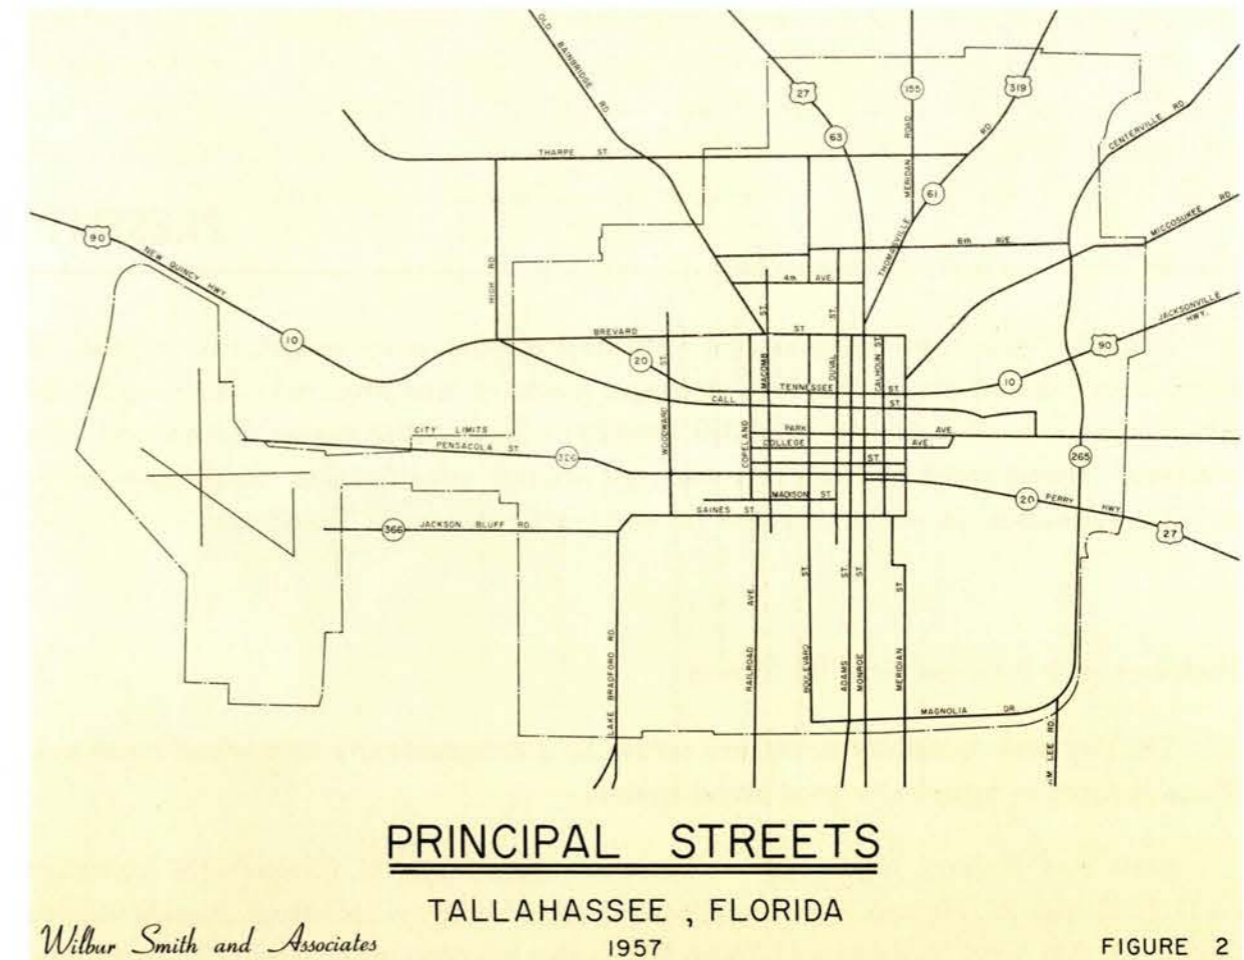 OLD BAINBRIDGE RD.
27
155
319
63
MERIDIAN ROAD
RD.
CENTERVILLE RD.
THARPE ST.
61
THOMASVILLE
MICCOSUKEE RD.
90
NEW QUINCY HWY.
HIGH RD.
6th AVE.
4th AVE.
JACKSONVILLE HWY.
10
BREVARD ST.
ST.
ST.
20
ST.
MACOMB
DUVAL
CALHOUN ST.
90
10
TENNESSEE ST.
CALL ST.
WOODWARD
COPELAND
CITY LIMITS
PENSACOLA ST.
PARK AVE.
COLLEGE AVE.
ST.
265
MADISON ST.
20
PERRY HWY.
27
GAINES ST.
366
JACKSON BLUFF RD.
LAKE BRADFORD RD.
RAILROAD AVE.
BOULEVARD ST.
ADAMS ST.
MONROE ST.
MERIDIAN ST.
MAGNOLIA DR.
LEE RD.
PRINCIPAL STREETS
TALLAHASSEE, FLORIDA
Wilbur Smith and Associates
1957
FIGURE 2